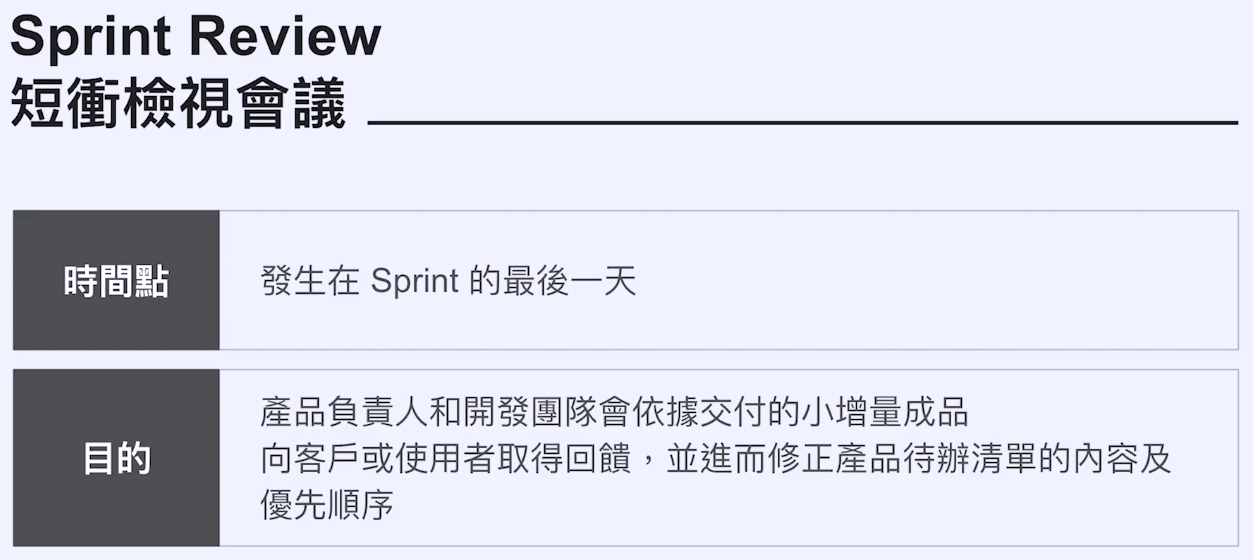 Sprint Review
短衝檢視會議
時間點
發生在 Sprint 的最後一天
目的
產品負責人和開發團隊會依據交付的小增量成品
向客戶或使用者取得回饋，並進而修正產品待辦清單的內容及
優先順序